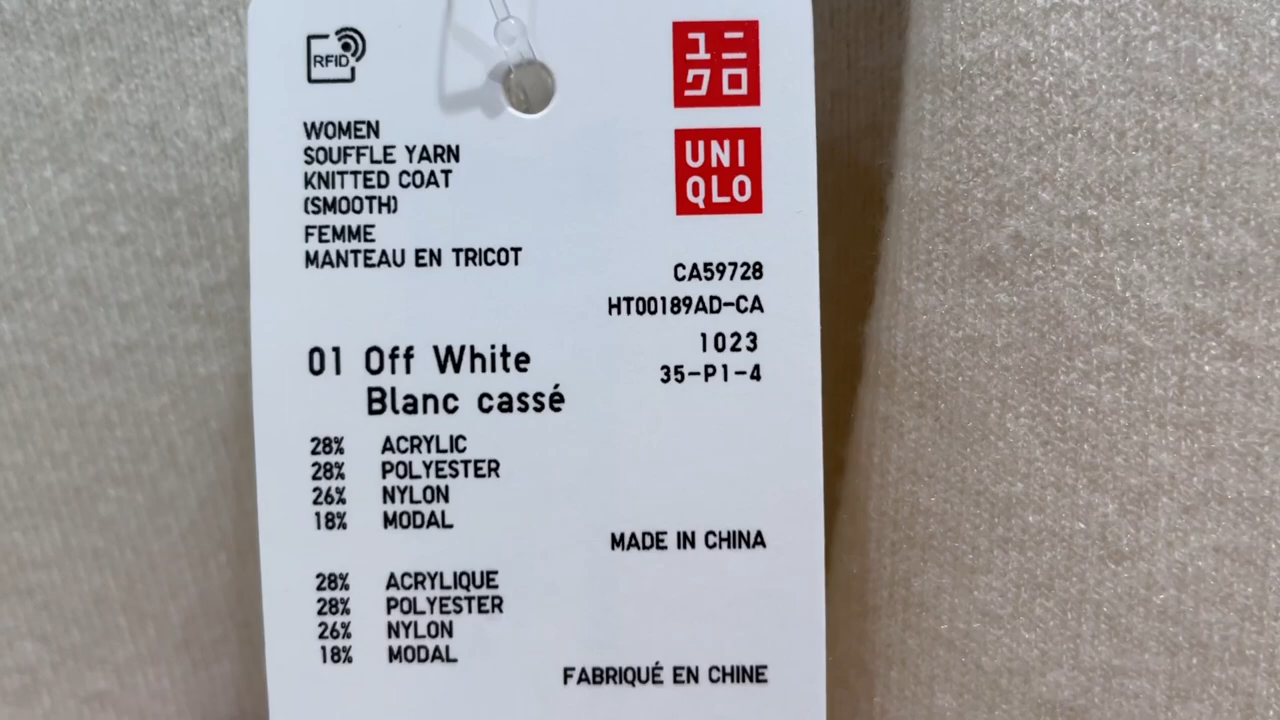 RFID
ユニ
クロ
UNI
QLO
WOMEN
SOUFFLE YARN
KNITTED COAT
(SMOOTH)
FEMME
MANTEAU EN TRICOT
CA59728
HT00189AD-CA
1023
35-P1-4
01 Off White
Blanc cassé
28% ACRYLIC
28% POLYESTER
26% NYLON
18% MODAL
MADE IN CHINA
28% ACRYLIQUE
28% POLYESTER
26% NYLON
18% MODAL
FABRIQUÉ EN CHINE